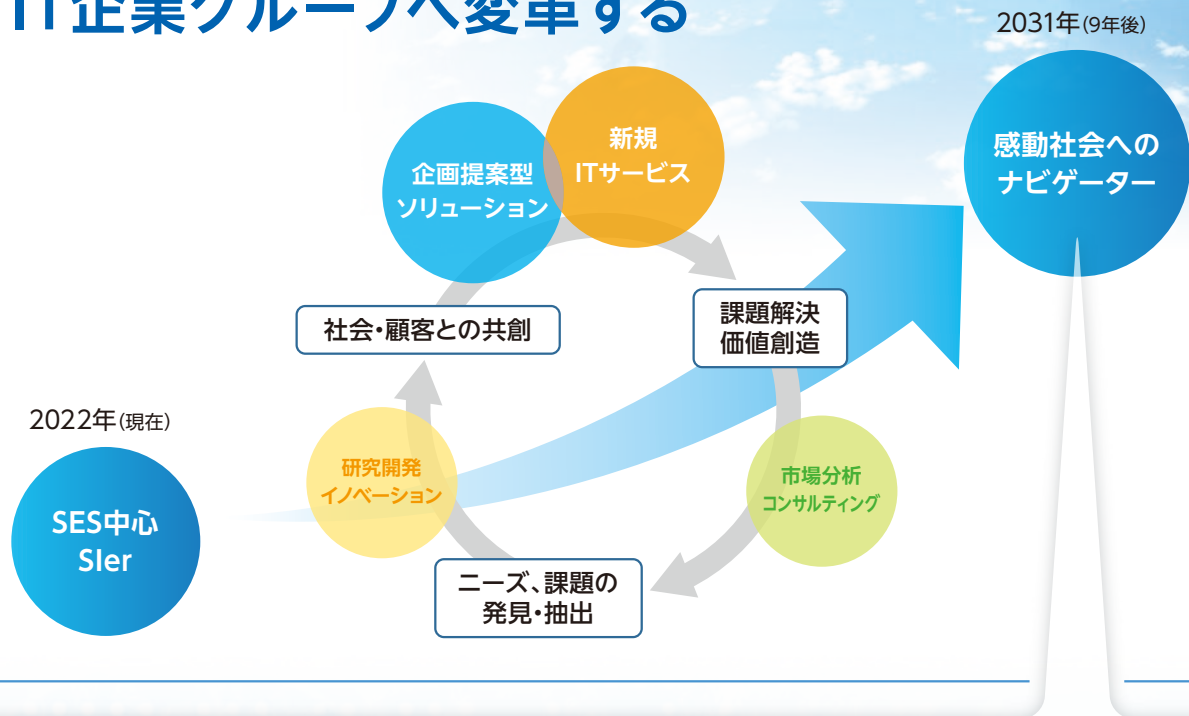 IT企業グループへ変革する
2031年(9年後)
感動社会への
ナビゲーター
新規
ITサービス
企画提案型
ソリューション
社会・顧客との共創
課題解決
価値創造
2022年(現在)
SES中心
SIer
研究開発
イノベーション
市場分析
コンサルティング
ニーズ、課題の
発見・抽出